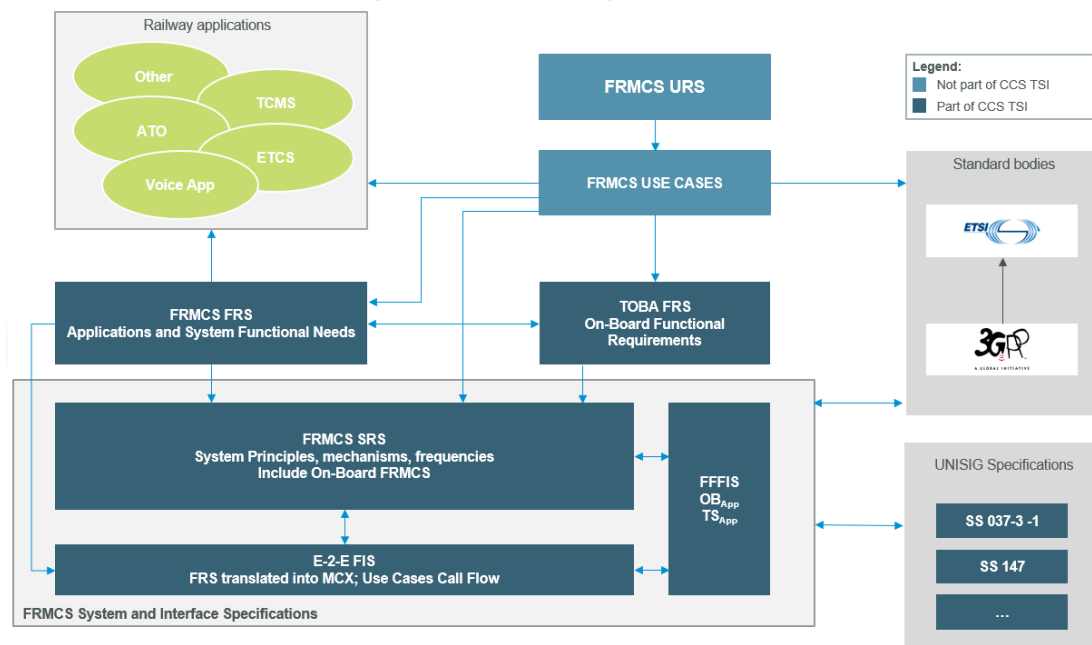 Railway applications
Other
TCMS
ATO
ETCS
Voice App
FRMCS URS
FRMCS USE CASES
Legend:
Not part of CCS TSI
Part of CCS TSI
Standard bodies
ETSI
3GPP
A GLOBAL INITIATIVE
FRMCS FRS
Applications and System Functional Needs
TOBA FRS
On-Board Functional
Requirements
FRMCS SRS
System Principles, mechanisms, frequencies
Include On-Board FRMCS
FFFIS
OBApp
TSApp
E-2-E FIS
FRS translated into MCX; Use Cases Call Flow
FRMCS System and Interface Specifications
UNISIG Specifications
SS 037-3 -1
SS 147
...